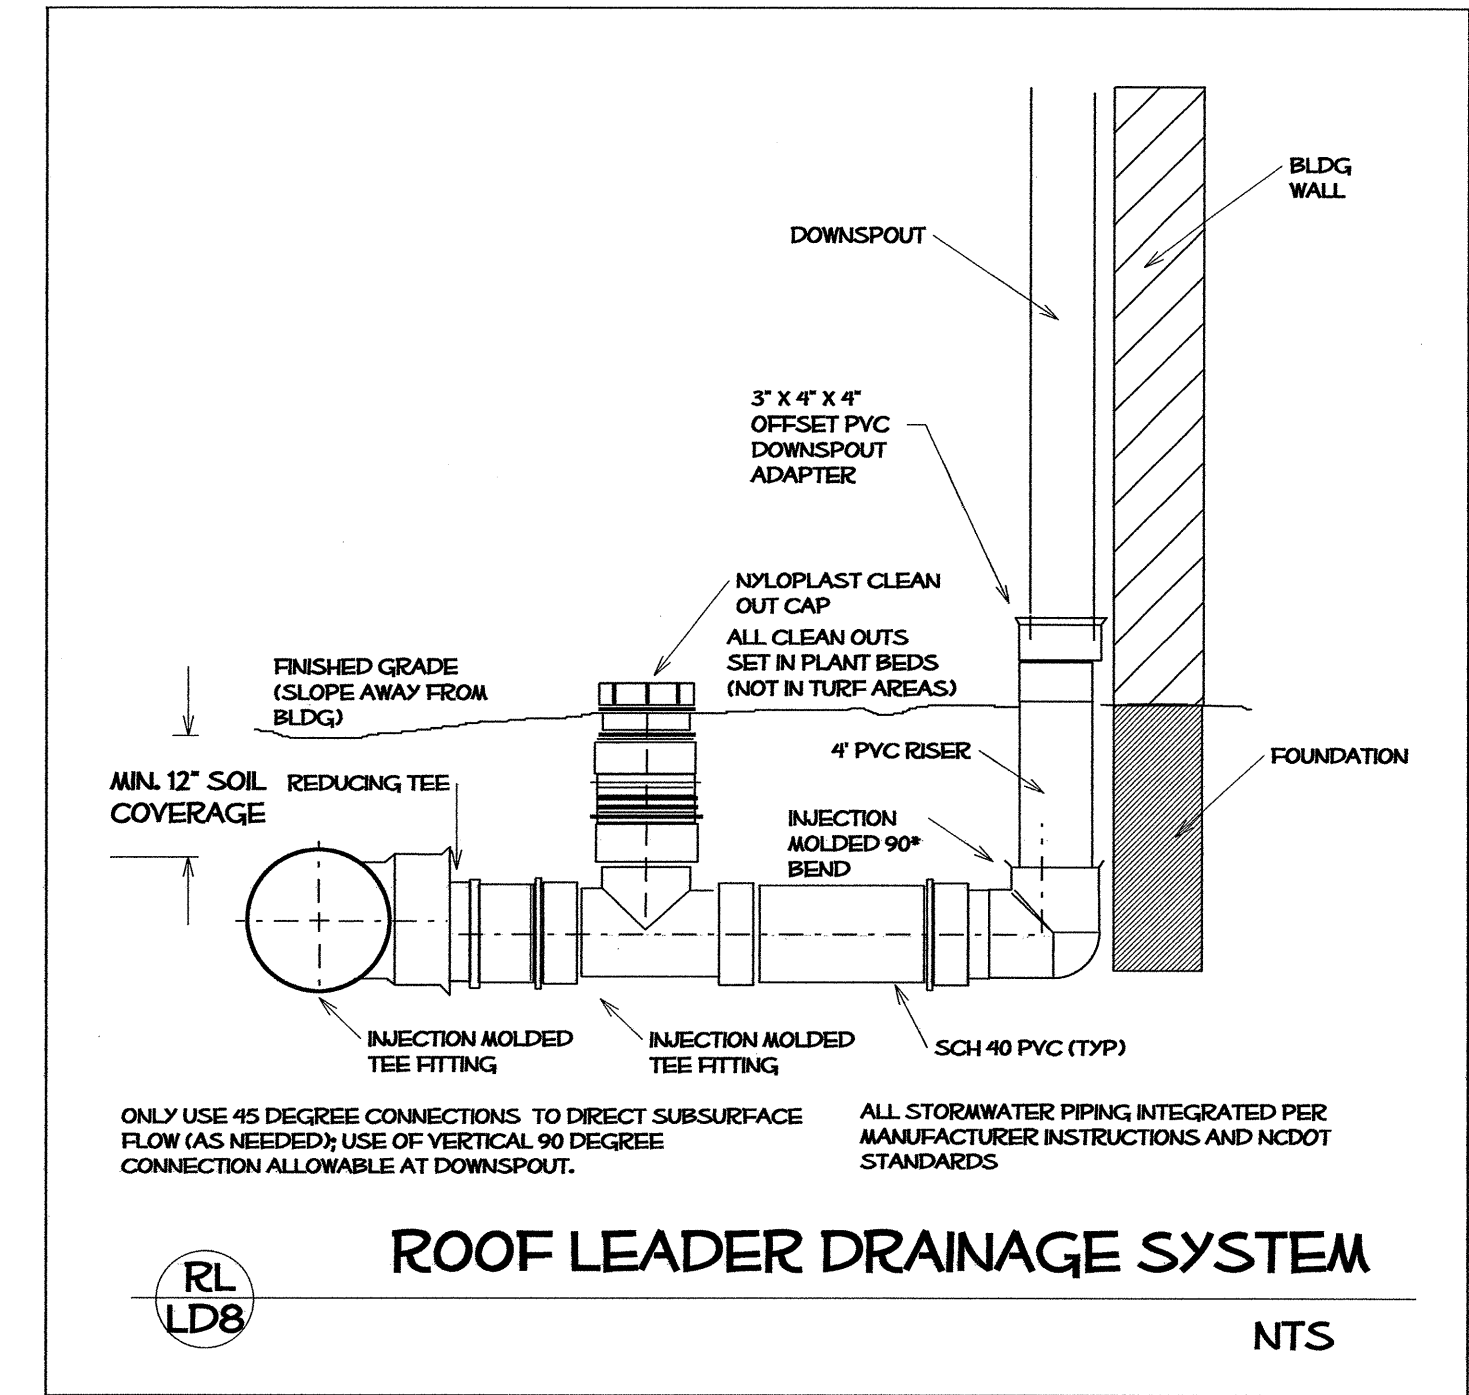 BLDG
WALL
DOWNSPOUT
3" X 4" X 4"
OFFSET PVC
DOWNSPOUT
ADAPTER
NYLOPLAST CLEAN
OUT CAP
ALL CLEAN OUTS
SET IN PLANT BEDS
(NOT IN TURF AREAS)
FINISHED GRADE
(SLOPE AWAY FROM
BLDG)
4' PVC RISER
FOUNDATION
MIN. 12" SOIL
COVERAGE
REDUCING TEE
INJECTION
MOLDED 90*
BEND
INJECTION MOLDED
TEE FITTING
INJECTION MOLDED
TEE FITTING
SCH 40 PVC (TYP)
ONLY USE 45 DEGREE CONNECTIONS TO DIRECT SUBSURFACE
FLOW (AS NEEDED); USE OF VERTICAL 90 DEGREE
CONNECTION ALLOWABLE AT DOWNSPOUT.
ALL STORMWATER PIPING INTEGRATED PER
MANUFACTURER INSTRUCTIONS AND NCDOT
STANDARDS
ROOF LEADER DRAINAGE SYSTEM
RL
LD8
NTS